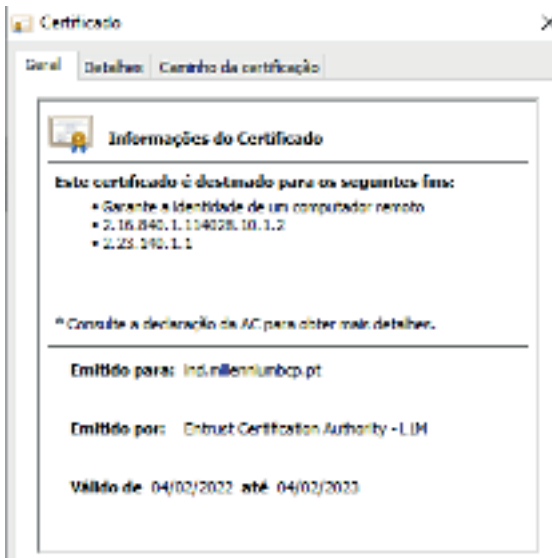 Certificado
Geral Detalhes Caminho da certificação
Informações do Certificado
Este certificado é destinado para os seguintes fins:
• Garante a identidade de um computador remoto
• 2.16.840.1.114028.10.1.2
• 2.23.140.1.1
* Consulte a declaração da AC para obter mais detalhes.
Emitido para: ind.millenniumbcp.pt
Emitido por: Entrust Certification Authority - L1M
Válido de 04/02/2022 até 04/02/2023